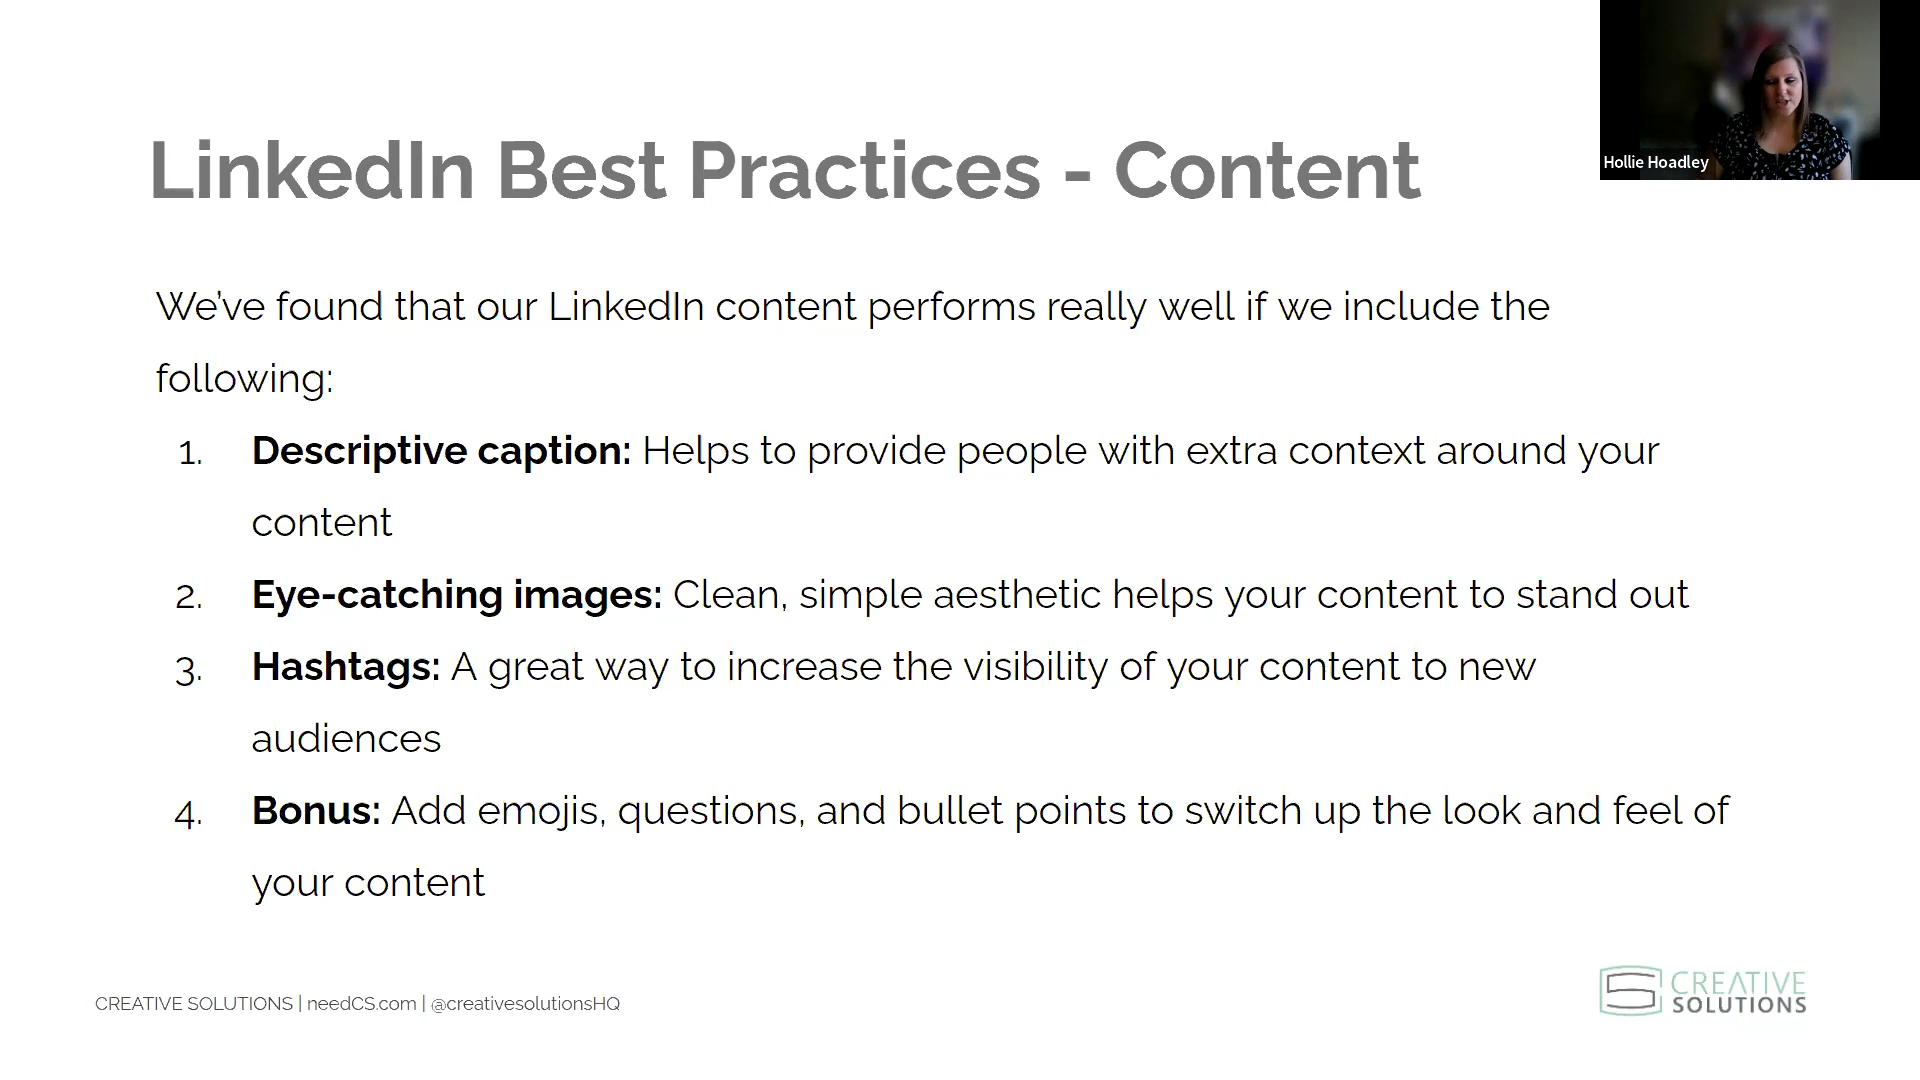 LinkedIn Best Practices - Content
Hollie Hoadley
We’ve found that our LinkedIn content performs really well if we include the
following:
1. Descriptive caption: Helps to provide people with extra context around your
content
2. Eye-catching images: Clean, simple aesthetic helps your content to stand out
3. Hashtags: A great way to increase the visibility of your content to new
audiences
4. Bonus: Add emojis, questions, and bullet points to switch up the look and feel of
your content
CREATIVE SOLUTIONS | needCS.com | @creativesolutionsHQ
CREATIVE
SOLUTIONS